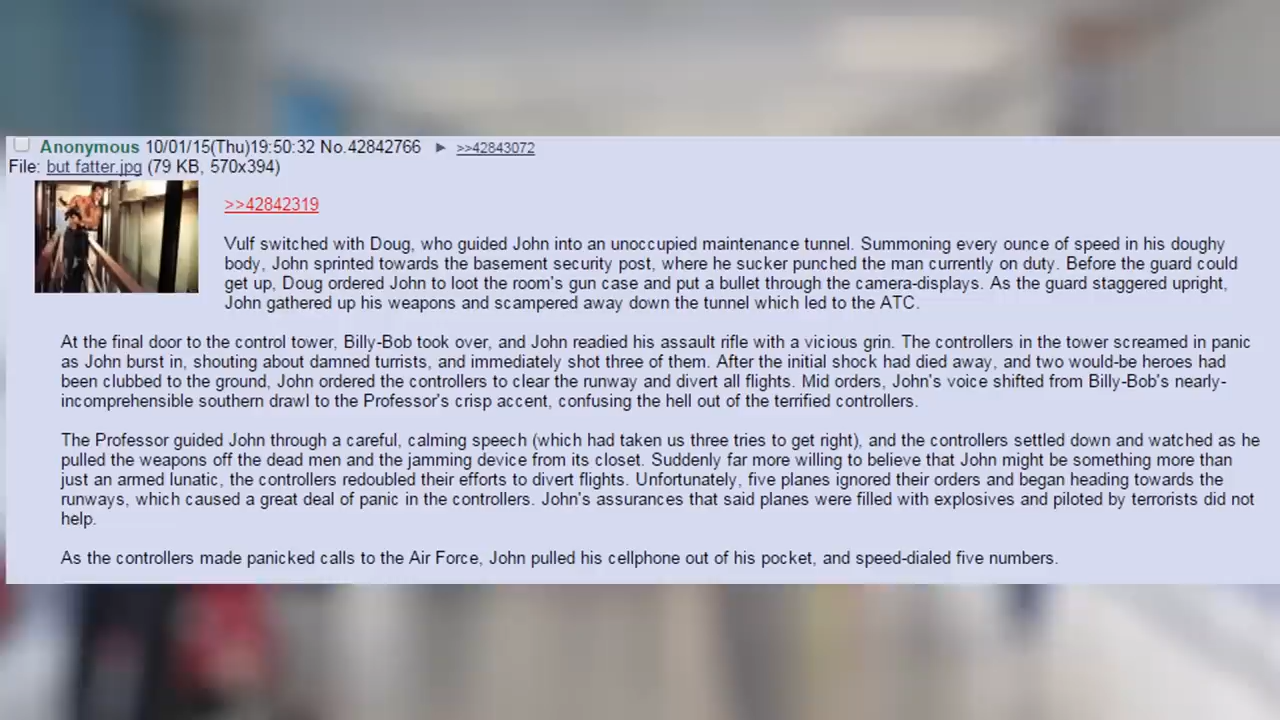 Anonymous 10/01/15(Thu)19:50:32 No.42842766 ▶ >>42843072
File: but fatter.jpg (79 KB, 570x394)
>>42842319
Vulf switched with Doug, who guided John into an unoccupied maintenance tunnel. Summoning every ounce of speed in his doughy
body, John sprinted towards the basement security post, where he sucker punched the man currently on duty. Before the guard could
get up, Doug ordered John to loot the room's gun case and put a bullet through the camera-displays. As the guard staggered upright,
John gathered up his weapons and scampered away down the tunnel which led to the ATC.
At the final door to the control tower, Billy-Bob took over, and John readied his assault rifle with a vicious grin. The controllers in the tower screamed in panic
as John burst in, shouting about damned turrists, and immediately shot three of them. After the initial shock had died away, and two would-be heroes had
been clubbed to the ground, John ordered the controllers to clear the runway and divert all flights. Mid orders, John's voice shifted from Billy-Bob's nearly-
incomprehensible southern drawl to the Professor's crisp accent, confusing the hell out of the terrified controllers.
The Professor guided John through a careful, calming speech (which had taken us three tries to get right), and the controllers settled down and watched as he
pulled the weapons off the dead men and the jamming device from its closet. Suddenly far more willing to believe that John might be something more than
just an armed lunatic, the controllers redoubled their efforts to divert flights. Unfortunately, five planes ignored their orders and began heading towards the
runways, which caused a great deal of panic in the controllers. John's assurances that said planes were filled with explosives and piloted by terrorists did not
help.
As the controllers made panicked calls to the Air Force, John pulled his cellphone out of his pocket, and speed-dialed five numbers.